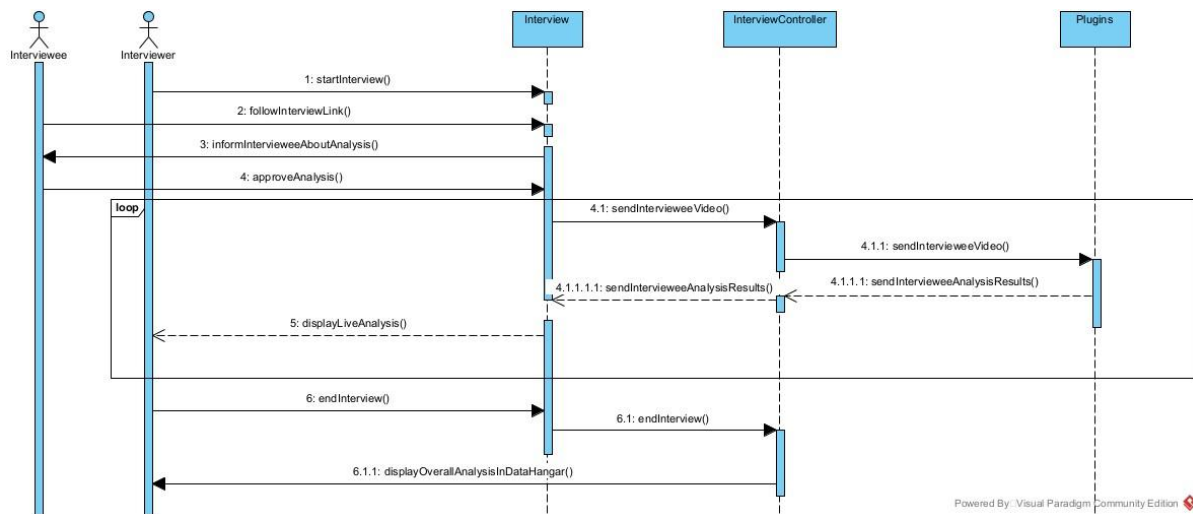 Interviewee
Interviewer
Interview
InterviewController
Plugins
1: startInterview()
2: followInterviewLink()
3: informIntervieweeAboutAnalysis()
4: approveAnalysis()
loop
4.1: sendIntervieweeVideo()
4.1.1: sendIntervieweeVideo()
4.1.1.1: sendIntervieweeAnalysisResults()
4.1.1.1.1: sendIntervieweeAnalysisResults()
5: displayLiveAnalysis()
6: endInterview()
6.1: endInterview()
6.1.1: displayOverallAnalysisInDataHangar()
Powered By Visual Paradigm Community Edition